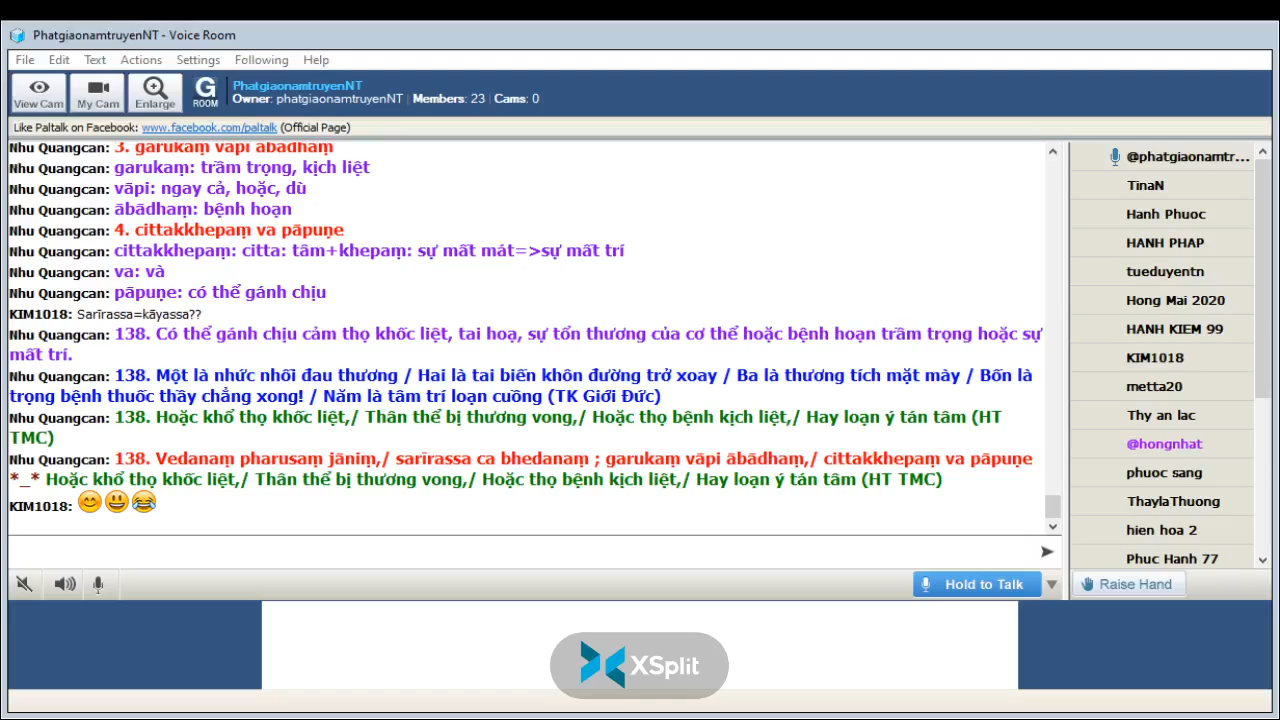 PhatgiaonamtruyenNT - Voice Room
File Edit Text Actions Settings Following Help
View Cam My Cam Enlarge G ROOM
PhatgiaonamtruyenNT
Owner: phatgiaonamtruyenNT | Members: 23 | Cams: 0
Like Paltalk on Facebook: www.facebook.com/paltalk (Official Page)
Nhu Quangcan: 3. garukaṃ vāpi ābādhaṃ
Nhu Quangcan: garukaṃ: trầm trọng, kịch liệt
Nhu Quangcan: vāpi: ngay cả, hoặc, dù
Nhu Quangcan: ābādhaṃ: bệnh hoạn
Nhu Quangcan: 4. cittakkhepaṃ va pāpuṇe
Nhu Quangcan: cittakkhepaṃ: citta: tâm+khepaṃ: sự mất mát=>sự mất trí
Nhu Quangcan: va: và
Nhu Quangcan: pāpuṇe: có thể gánh chịu
KIM1018: Sarīrassa=kāyassa??
Nhu Quangcan: 138. Có thể gánh chịu cảm thọ khốc liệt, tai hoạ, sự tổn thương của cơ thể hoặc bệnh hoạn trầm trọng hoặc sự
mất trí.
Nhu Quangcan: 138. Một là nhức nhối đau thương / Hai là tai biến khôn đường trở xoay / Ba là thương tích mặt mày / Bốn là
trọng bệnh thuốc thầy chẳng xong! / Năm là tâm trí loạn cuồng (TK Giới Đức)
Nhu Quangcan: 138. Hoặc khổ thọ khốc liệt,/ Thân thể bị thương vong,/ Hoặc thọ bệnh kịch liệt,/ Hay loạn ý tán tâm (HT
TMC)
Nhu Quangcan: 138. Vedanaṃ pharusaṃ jāniṃ,/ sarīrassa ca bhedanaṃ ; garukaṃ vāpi ābādhaṃ,/ cittakkhepaṃ va pāpuṇe
*_* Hoặc khổ thọ khốc liệt,/ Thân thể bị thương vong,/ Hoặc thọ bệnh kịch liệt,/ Hay loạn ý tán tâm (HT TMC)
KIM1018:
@phatgiaonamtr...
TinaN
Hanh Phuoc
HANH PHAP
tueduyentn
Hong Mai 2020
HANH KIEM 99
KIM1018
metta20
Thy an lac
@hongnhat
phuoc sang
ThaylaThuong
hien hoa 2
Phuc Hanh 77
Hold to Talk
Raise Hand
XSplit